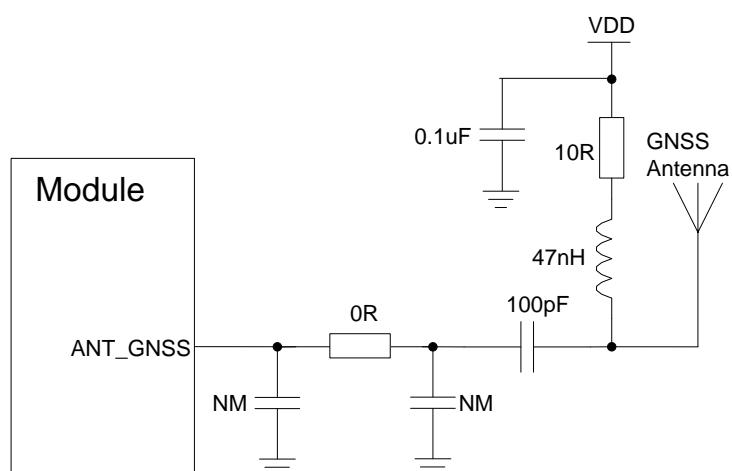 VDD
0.1uF
10R
GNSS
Antenna
Module
47nH
100pF
0R
ANT_GNSS
NM
NM